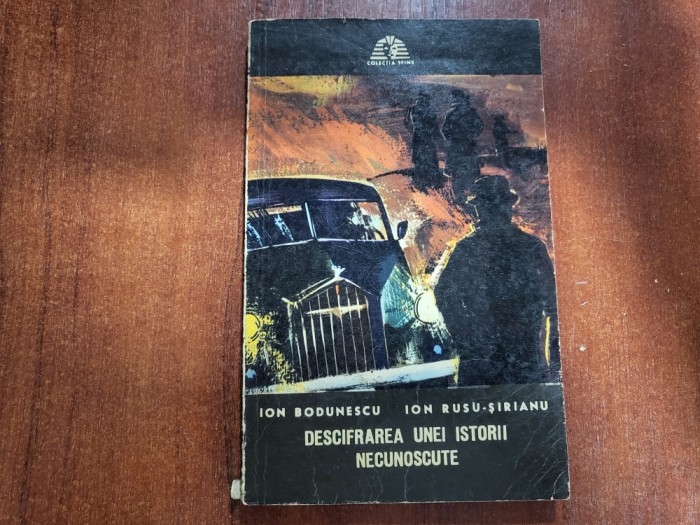 COLECȚIA SFINX
ION BODUNESCU ION RUSU-ȘIRIANU
DESCIFRAREA UNEI ISTORII
NECUNOSCUTE